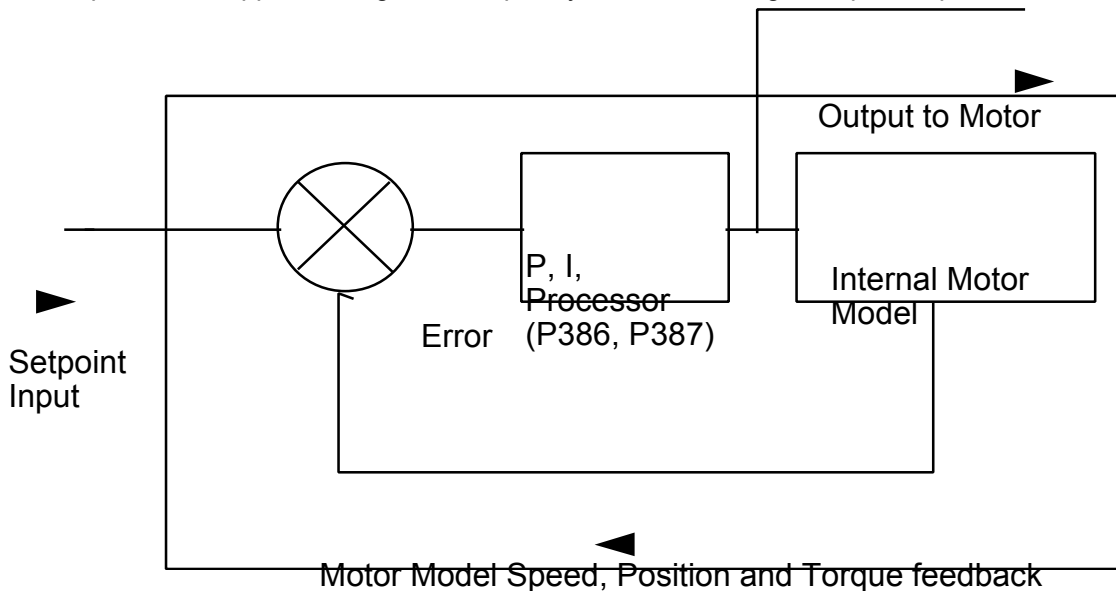 Output to Motor
P, I,
Processor
(P386, P387)
Internal Motor
Model
Error
Setpoint
Input
Motor Model Speed, Position and Torque feedback